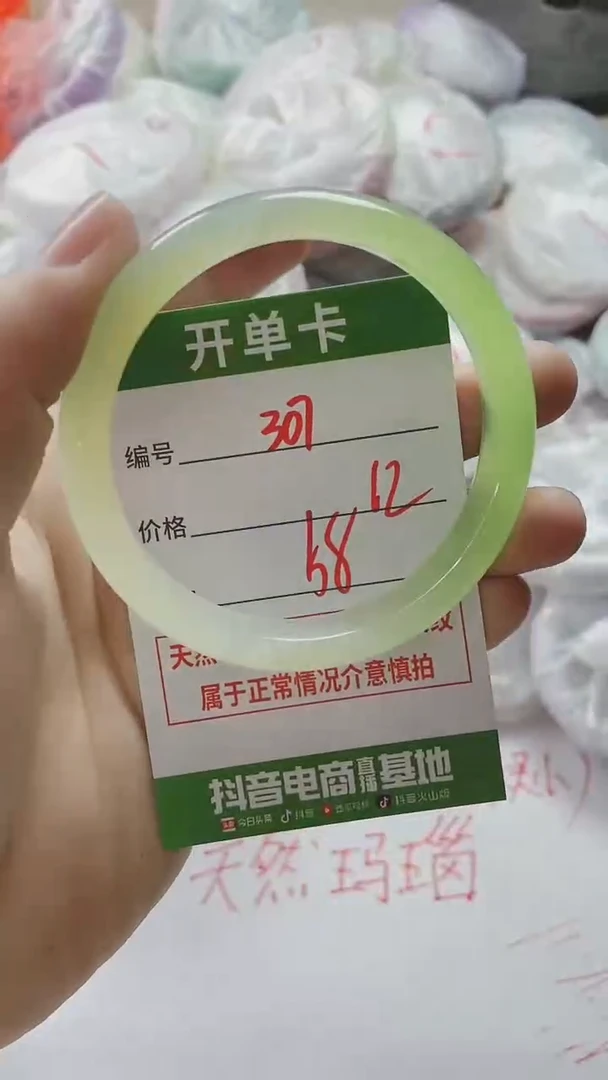 开单卡
编号 307
价格 12
58
天然 纹
属于正常情况介意慎拍
抖音电商直播基地
今日头条 抖音 西瓜视频 抖音火山版
天然玛瑙